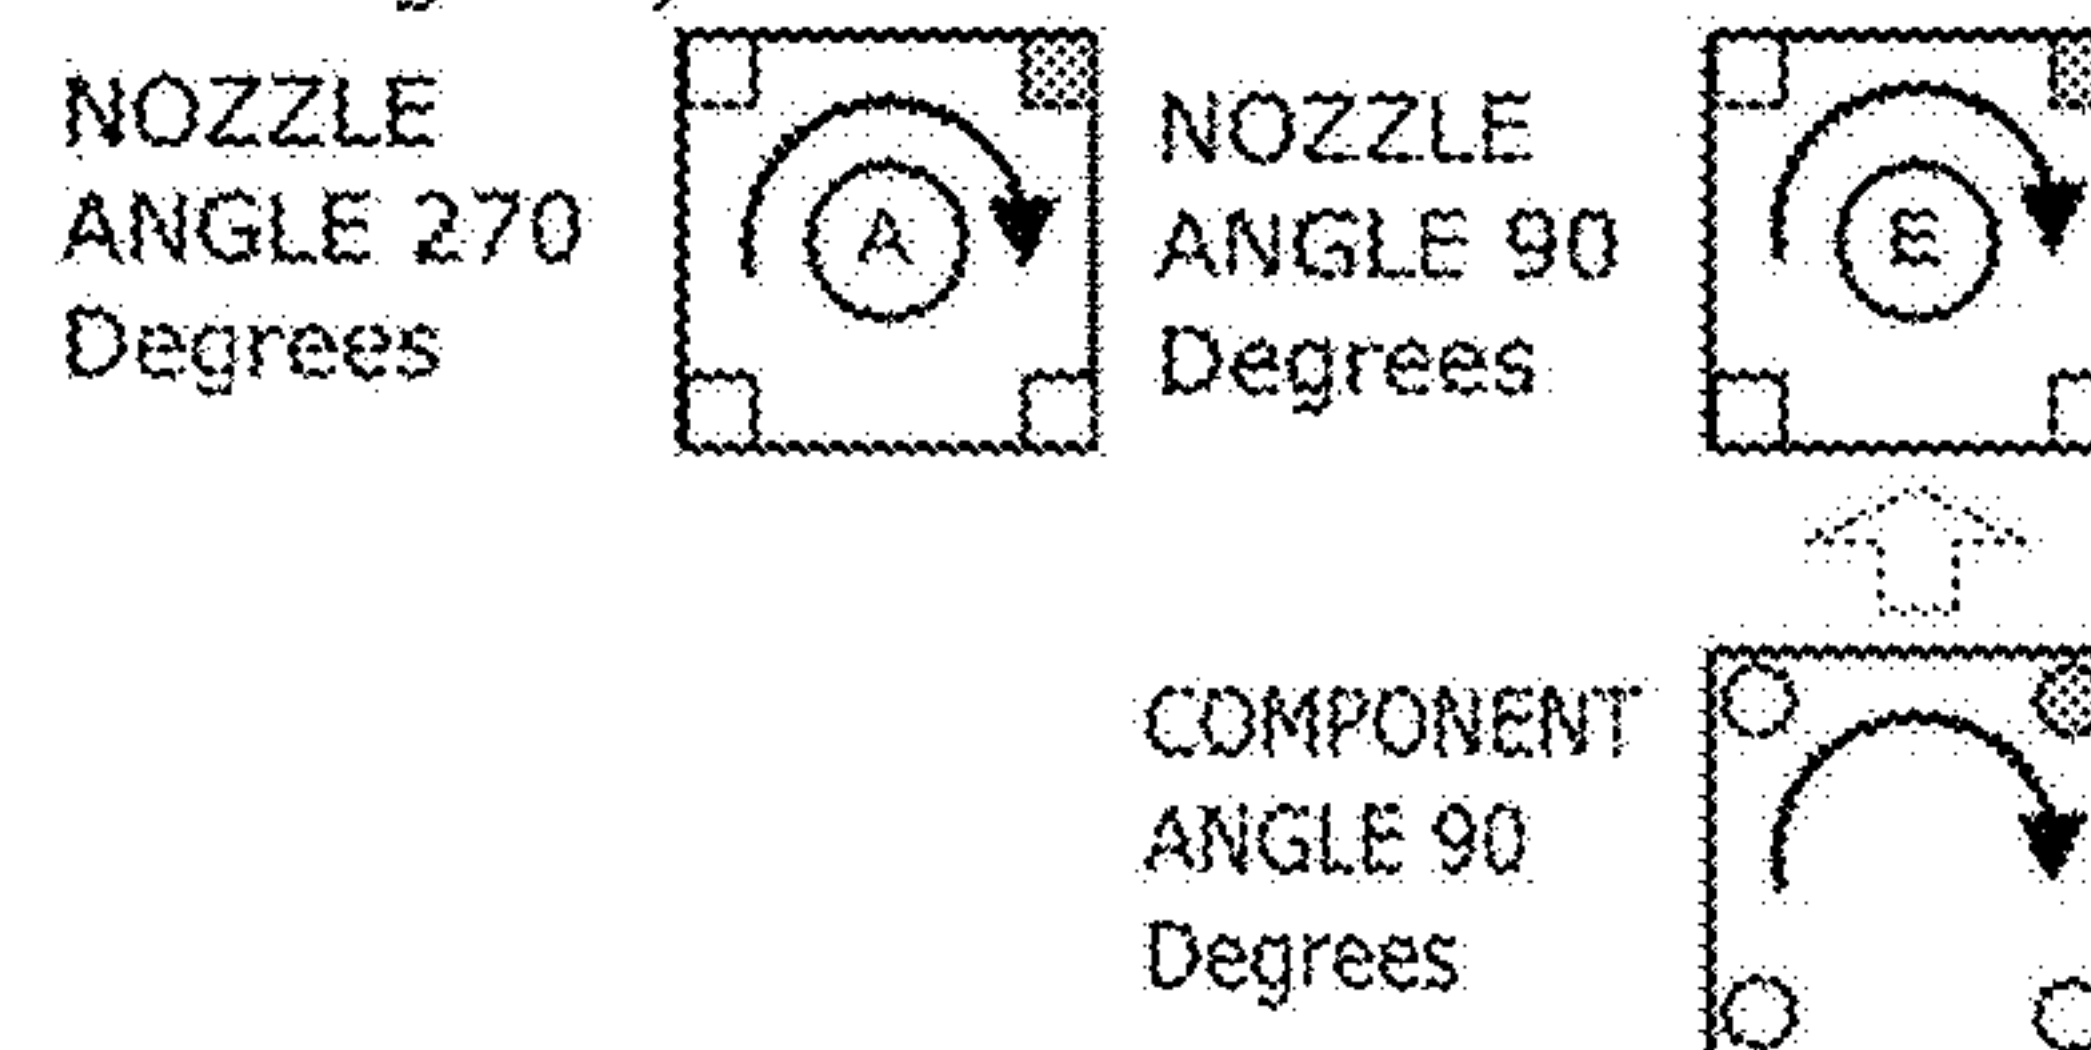 NOZZLE
ANGLE 270
Degrees
A
NOZZLE
ANGLE 90
Degrees
COMPONENT
ANGLE 90
Degrees